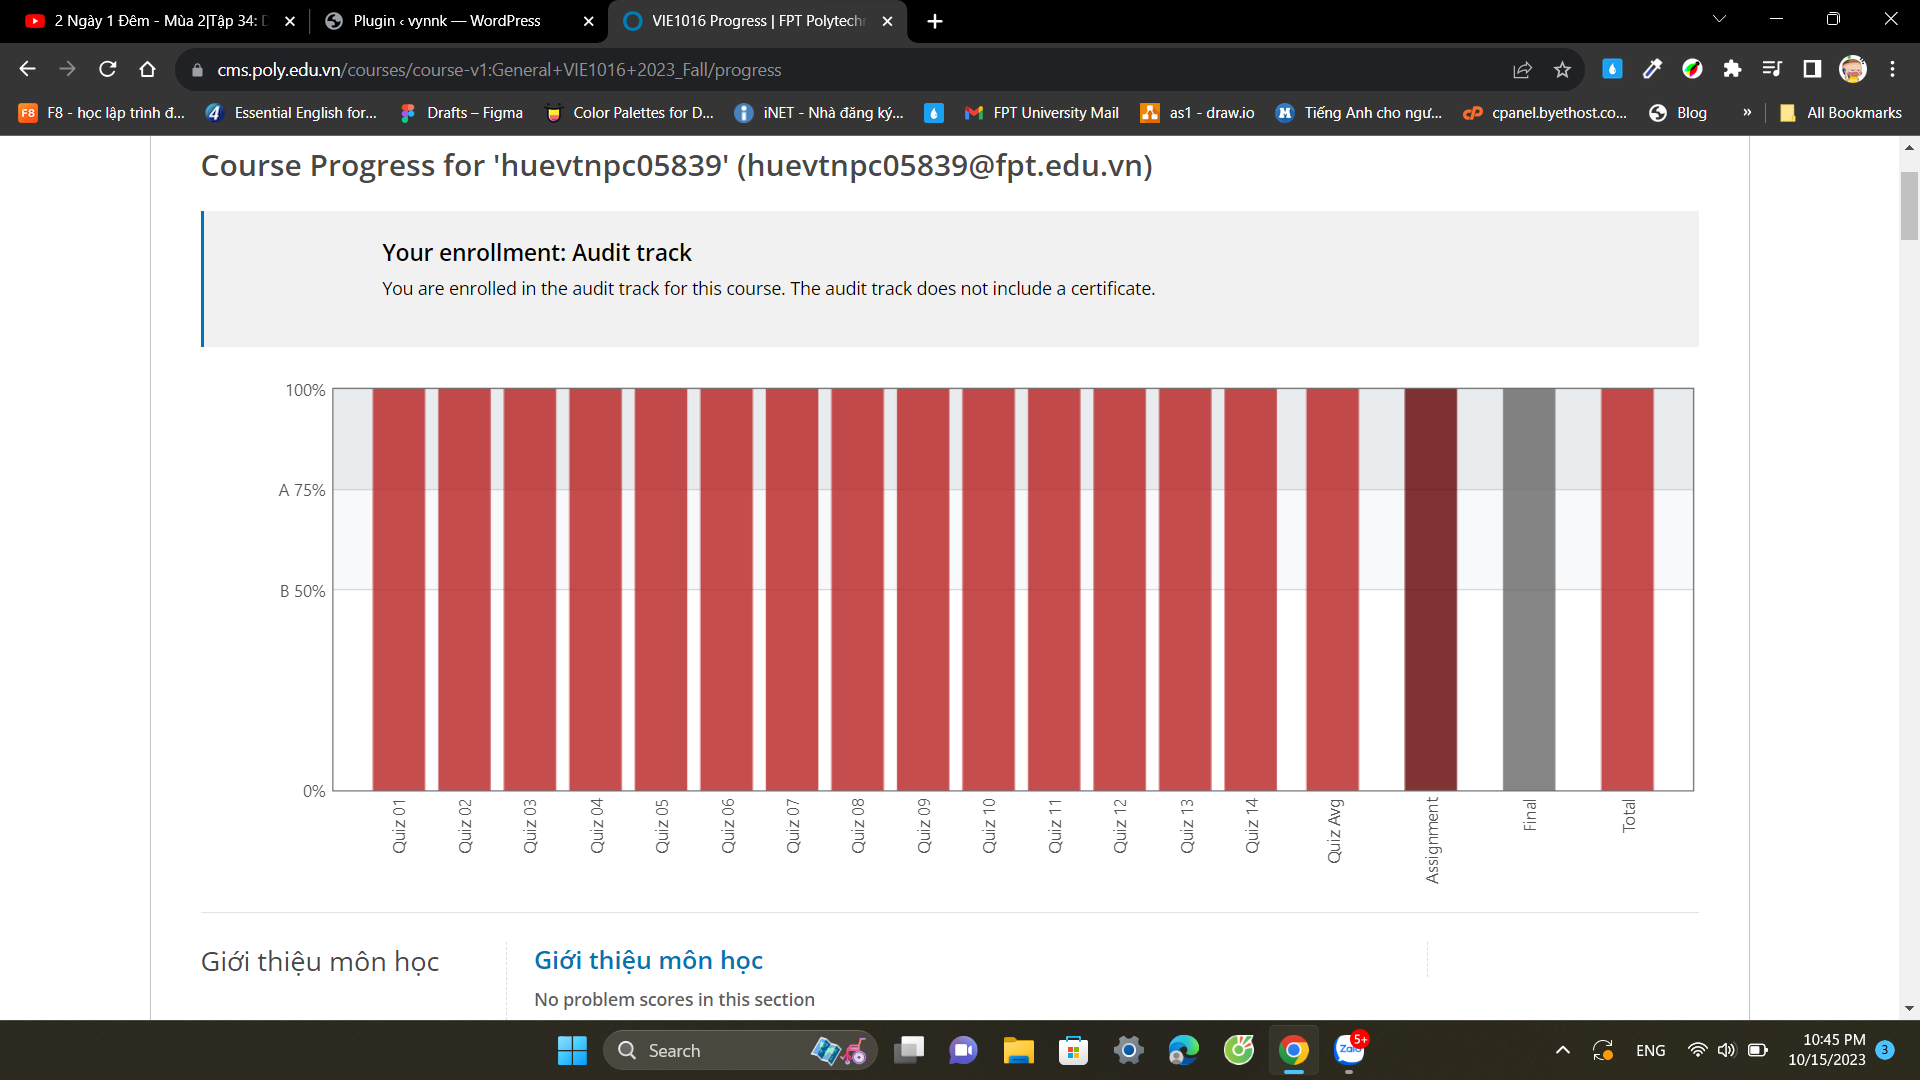 2 Ngày 1 Đêm - Mùa 2|Tập 34:
Plugin ‹ vynnk — WordPress
VIE1016 Progress | FPT Polytech
cms.poly.edu.vn/courses/course-v1:General+VIE1016+2023_Fall/progress
F8 - học lập trình đ...
Essential English for...
Drafts – Figma
Color Palettes for D...
iNET - Nhà đăng ký...
FPT University Mail
as1 - draw.io
Tiếng Anh cho ngư...
cpanel.byethost.co...
Blog
»
All Bookmarks
Course Progress for 'huevtnpc05839' (huevtnpc05839@fpt.edu.vn)
Your enrollment: Audit track
You are enrolled in the audit track for this course. The audit track does not include a certificate.
100%
A 75%
B 50%
0%
Quiz 01
Quiz 02
Quiz 03
Quiz 04
Quiz 05
Quiz 06
Quiz 07
Quiz 08
Quiz 09
Quiz 10
Quiz 11
Quiz 12
Quiz 13
Quiz 14
Quiz Avg
Assignment
Final
Total
Giới thiệu môn học
Giới thiệu môn học
No problem scores in this section
Search
Zalo
5+
ENG
10:45 PM
10/15/2023
3